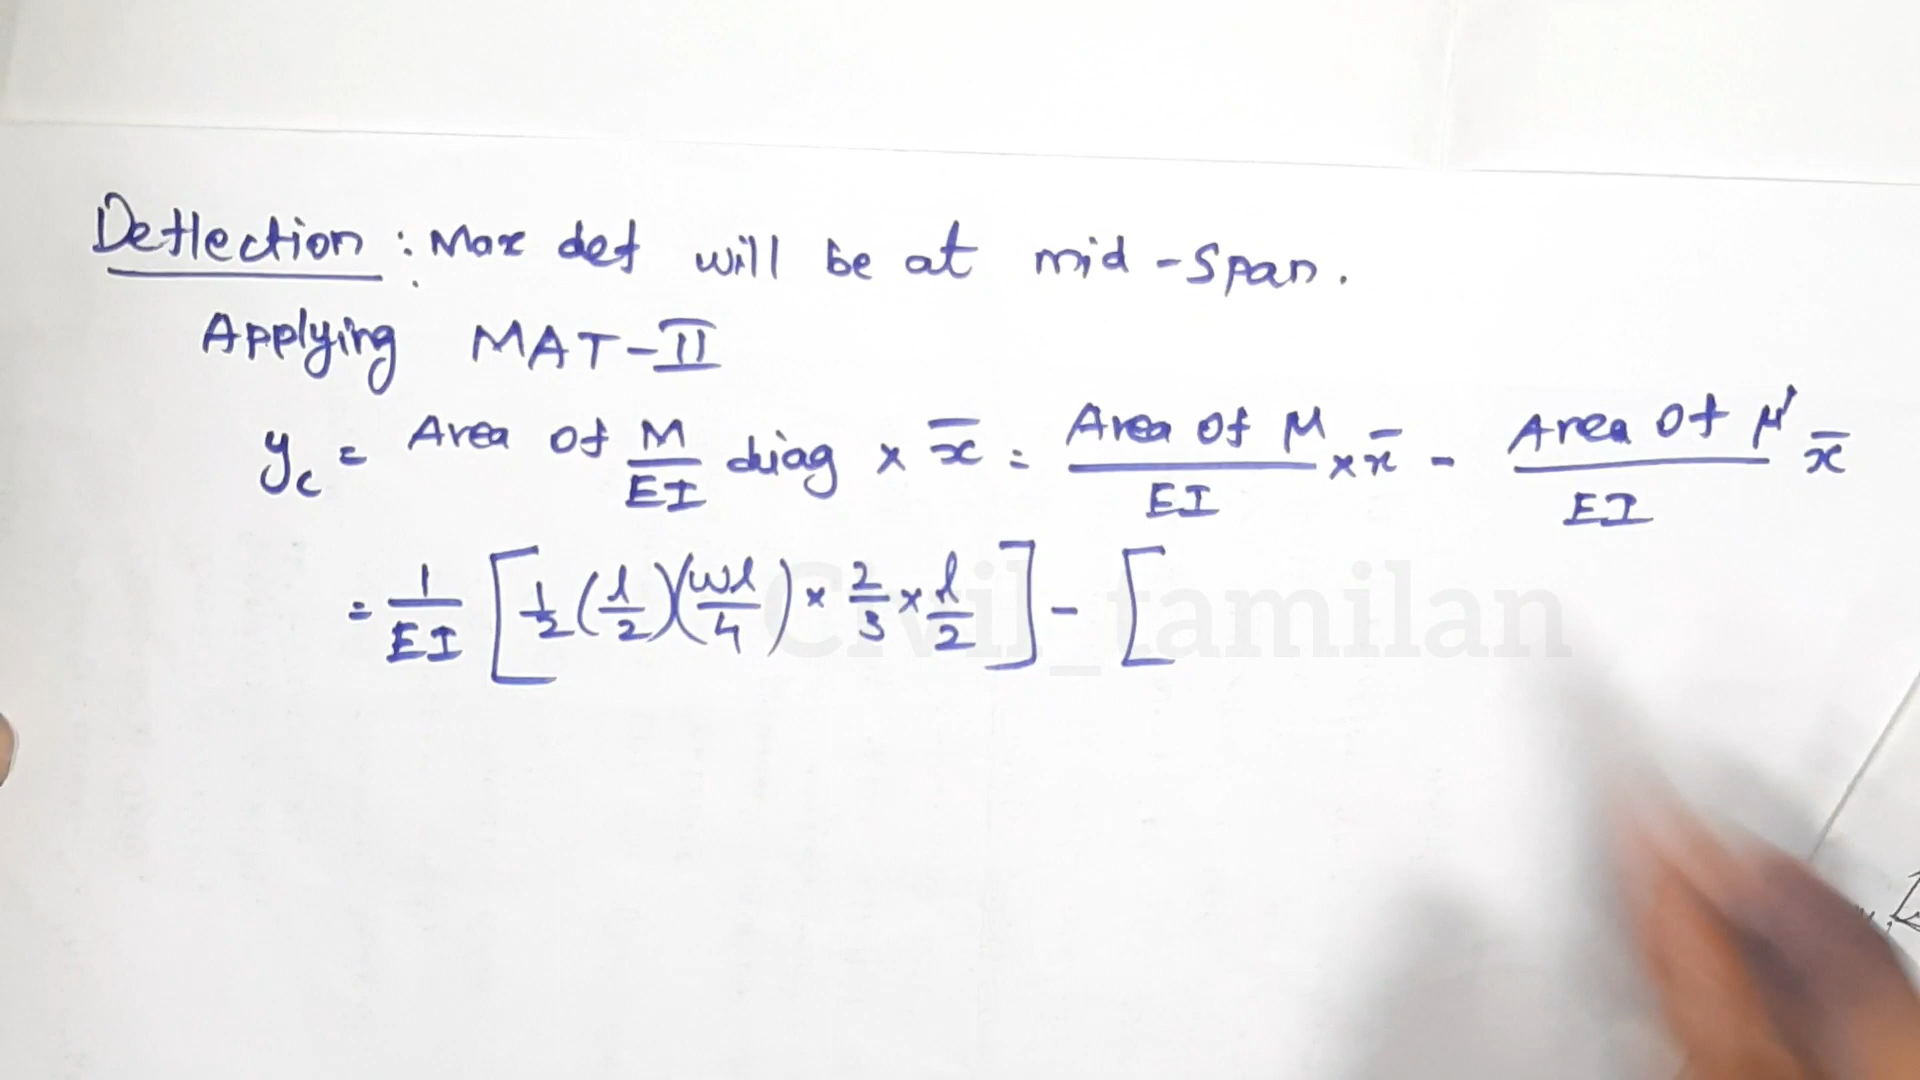 Deflection : Max def will be at mid-span.
Applying MAT-II
y_c = Area of M/EI diag × x̄ = Area of M/EI × x̄ - Area of M'/EI x̄
= 1/EI [1/2 (l/2)(wl/4) × 2/3 × l/2] - [
Civil_tamilan